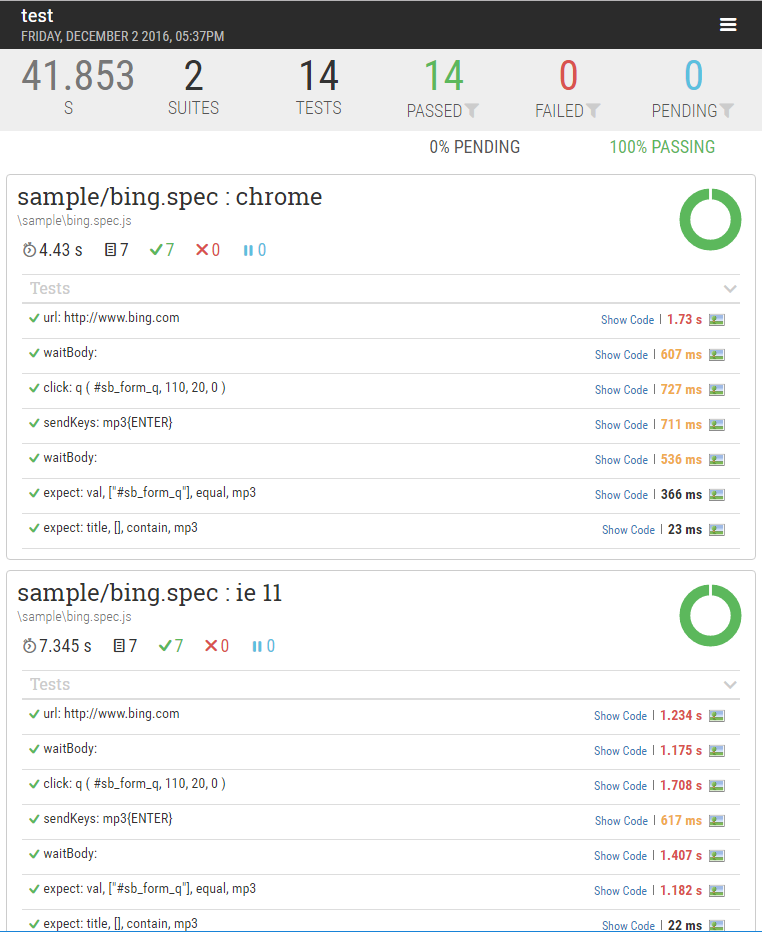 test
FRIDAY, DECEMBER 2 2016, 05:37PM
41.853 2 14 14 0 0
S SUITES TESTS PASSED FAILED PENDING
0% PENDING 100% PASSING
sample/bing.spec : chrome
\sample\bing.spec.js
4.43 s 7 7 0 0
Tests
url: http://www.bing.com Show Code | 1.73 s
waitBody: Show Code | 607 ms
click: q ( #sb_form_q, 110, 20, 0 ) Show Code | 727 ms
sendKeys: mp3{ENTER} Show Code | 711 ms
waitBody: Show Code | 536 ms
expect: val, ["#sb_form_q"], equal, mp3 Show Code | 366 ms
expect: title, [], contain, mp3 Show Code | 23 ms
sample/bing.spec : ie 11
\sample\bing.spec.js
7.345 s 7 7 0 0
Tests
url: http://www.bing.com Show Code | 1.234 s
waitBody: Show Code | 1.175 s
click: q ( #sb_form_q, 110, 20, 0 ) Show Code | 1.708 s
sendKeys: mp3{ENTER} Show Code | 617 ms
waitBody: Show Code | 1.407 s
expect: val, ["#sb_form_q"], equal, mp3 Show Code | 1.182 s
expect: title, [], contain, mp3 Show Code | 22 ms